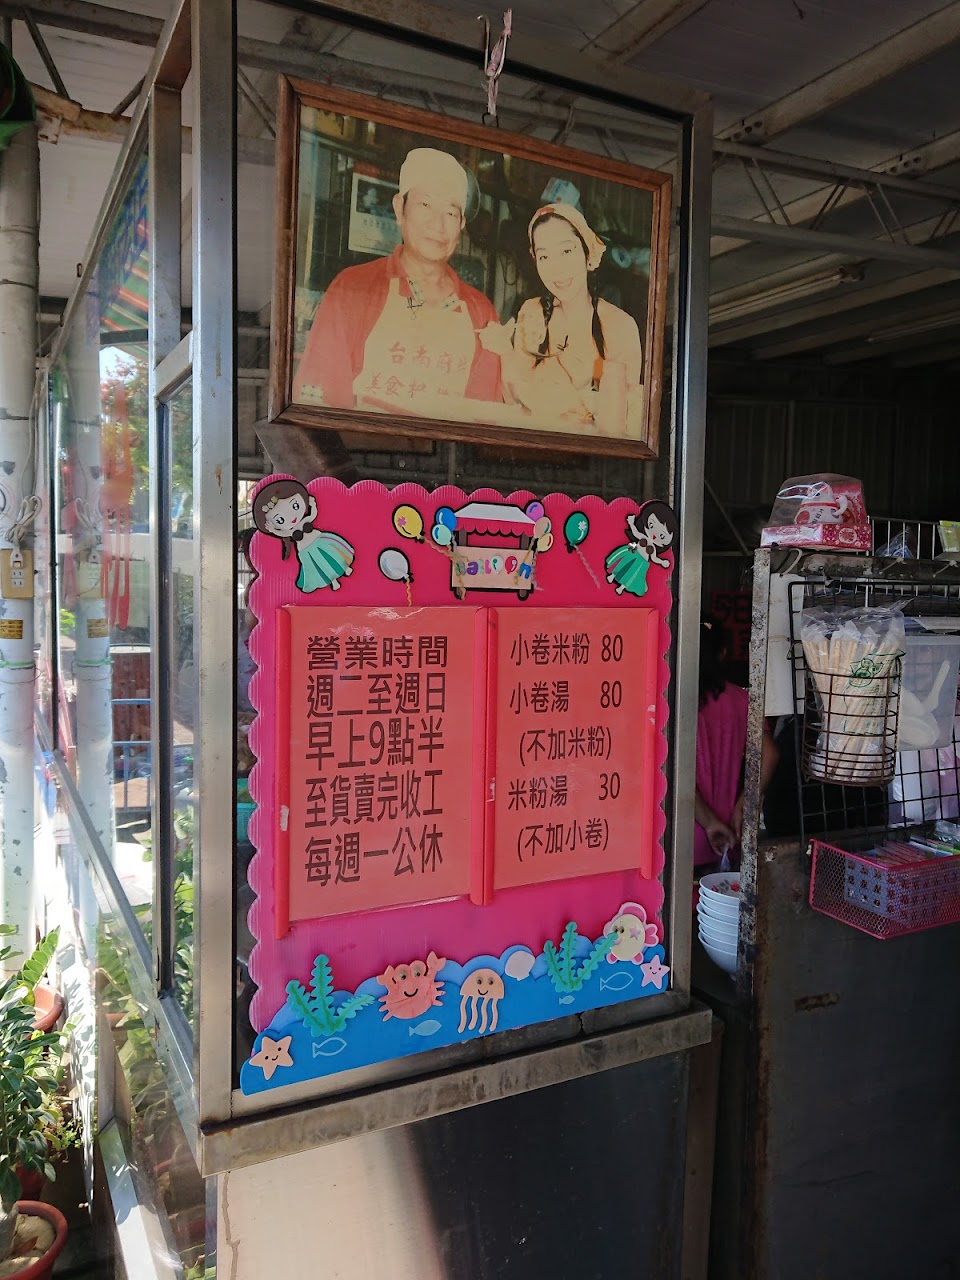 台南府
美食
營業時間
週二至週日
早上9點半
至貨賣完收工
每週一公休
小卷米粉 80
小卷湯 80
(不加米粉)
米粉湯 30
(不加小卷)